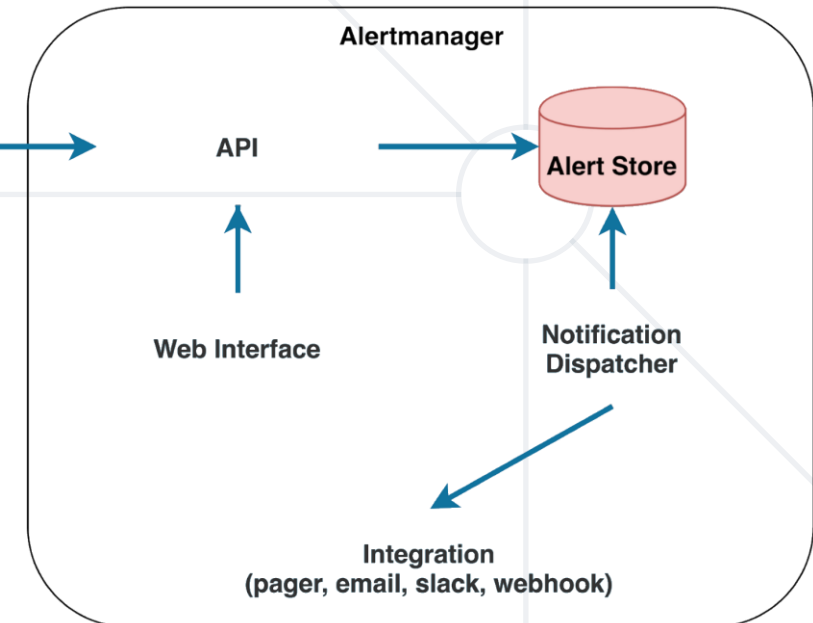 Alertmanager
API
Alert Store
Web Interface
Notification
Dispatcher
Integration
(pager, email, slack, webhook)